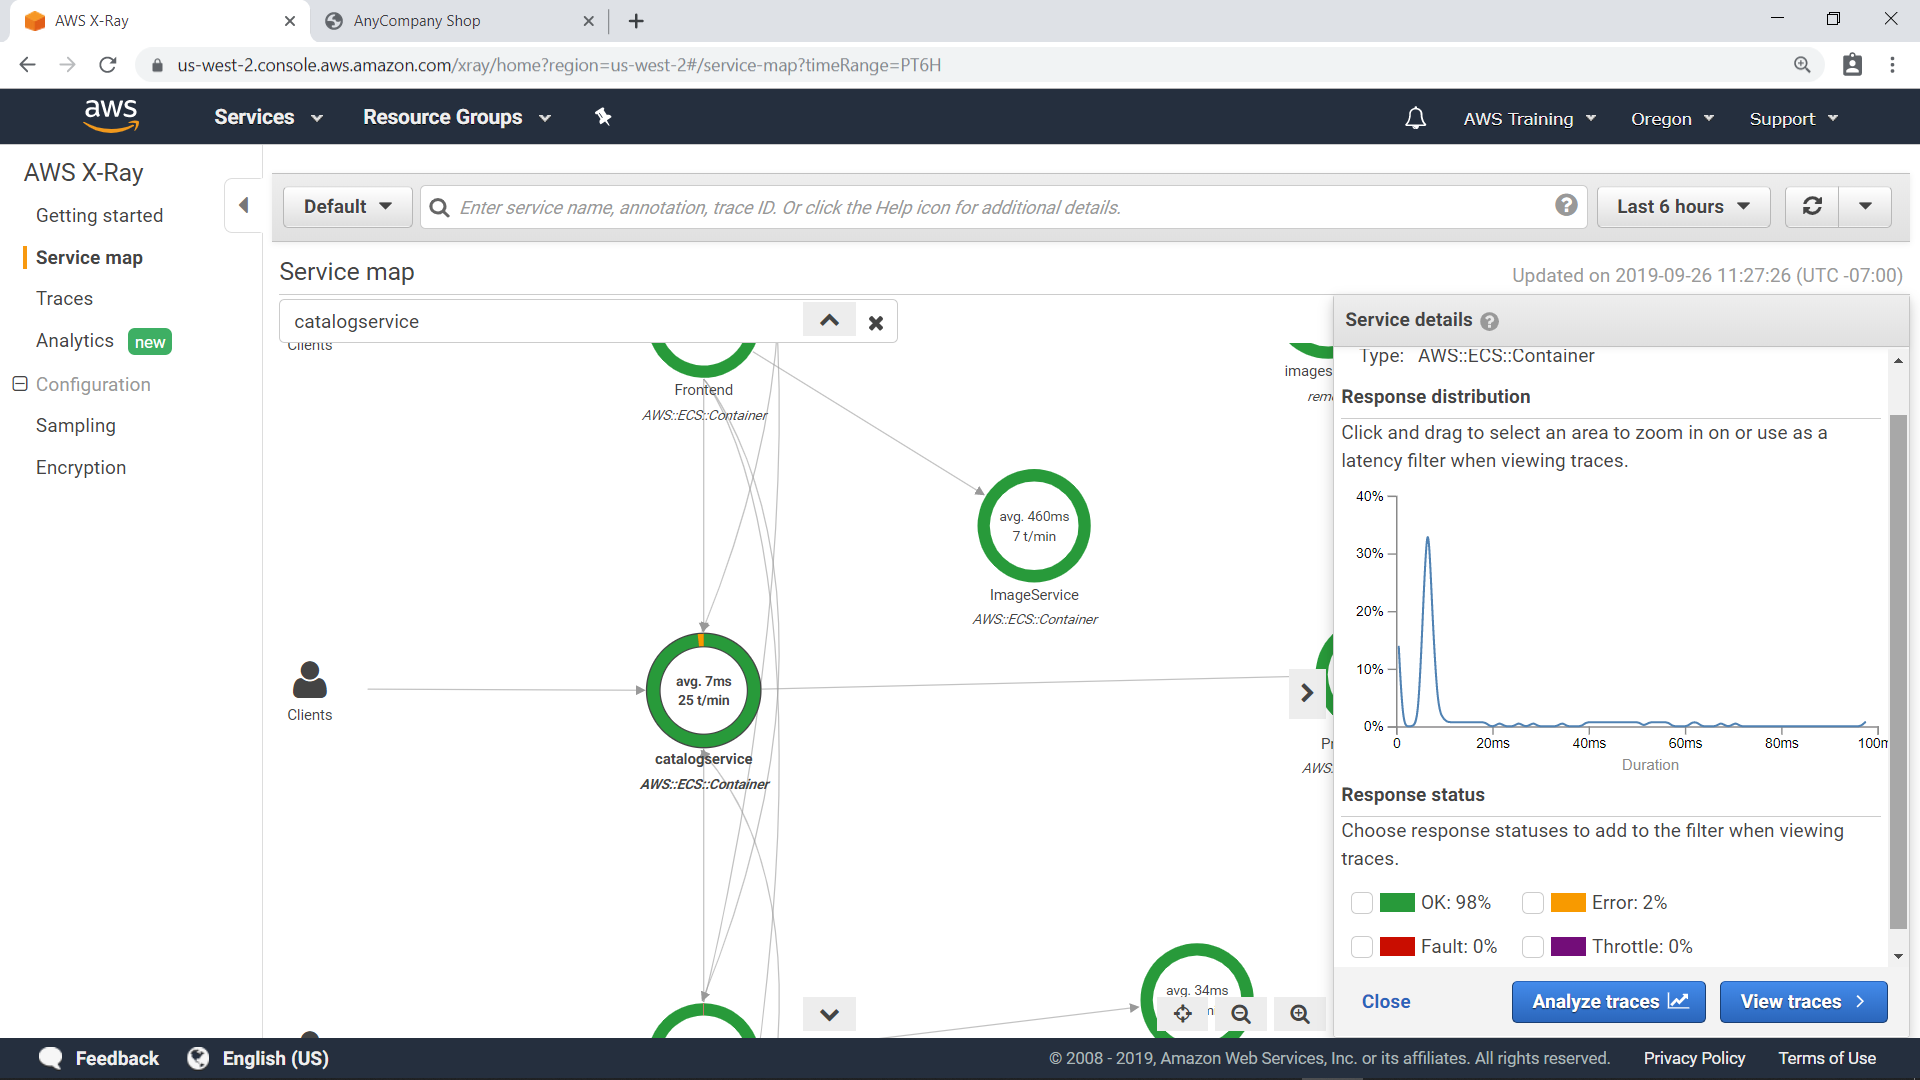 AWS X-Ray
AnyCompany Shop
us-west-2.console.aws.amazon.com/xray/home?region=us-west-2#/service-map?timeRange=PT6H
aws
Services
Resource Groups
AWS Training
Oregon
Support
AWS X-Ray
Getting started
Service map
Traces
Analytics new
Configuration
Sampling
Encryption
Default
Enter service name, annotation, trace ID. Or click the Help icon for additional details.
Last 6 hours
Service map
Updated on 2019-09-26 11:27:26 (UTC -07:00)
catalogservice
Clients
Frontend
AWS::ECS::Container
images
rem
avg. 460ms
7 t/min
ImageService
AWS::ECS::Container
avg. 7ms
25 t/min
Clients
catalogservice
AWS::ECS::Container
AWS:
avg. 34ms
Service details
Type: AWS::ECS::Container
Response distribution
Click and drag to select an area to zoom in on or use as a
latency filter when viewing traces.
40%
30%
20%
10%
0%
0 20ms 40ms 60ms 80ms 100m
Duration
Response status
Choose response statuses to add to the filter when viewing
traces.
OK: 98% Error: 2%
Fault: 0% Throttle: 0%
Close
Analyze traces
View traces
Feedback
English (US)
© 2008 - 2019, Amazon Web Services, Inc. or its affiliates. All rights reserved.
Privacy Policy
Terms of Use